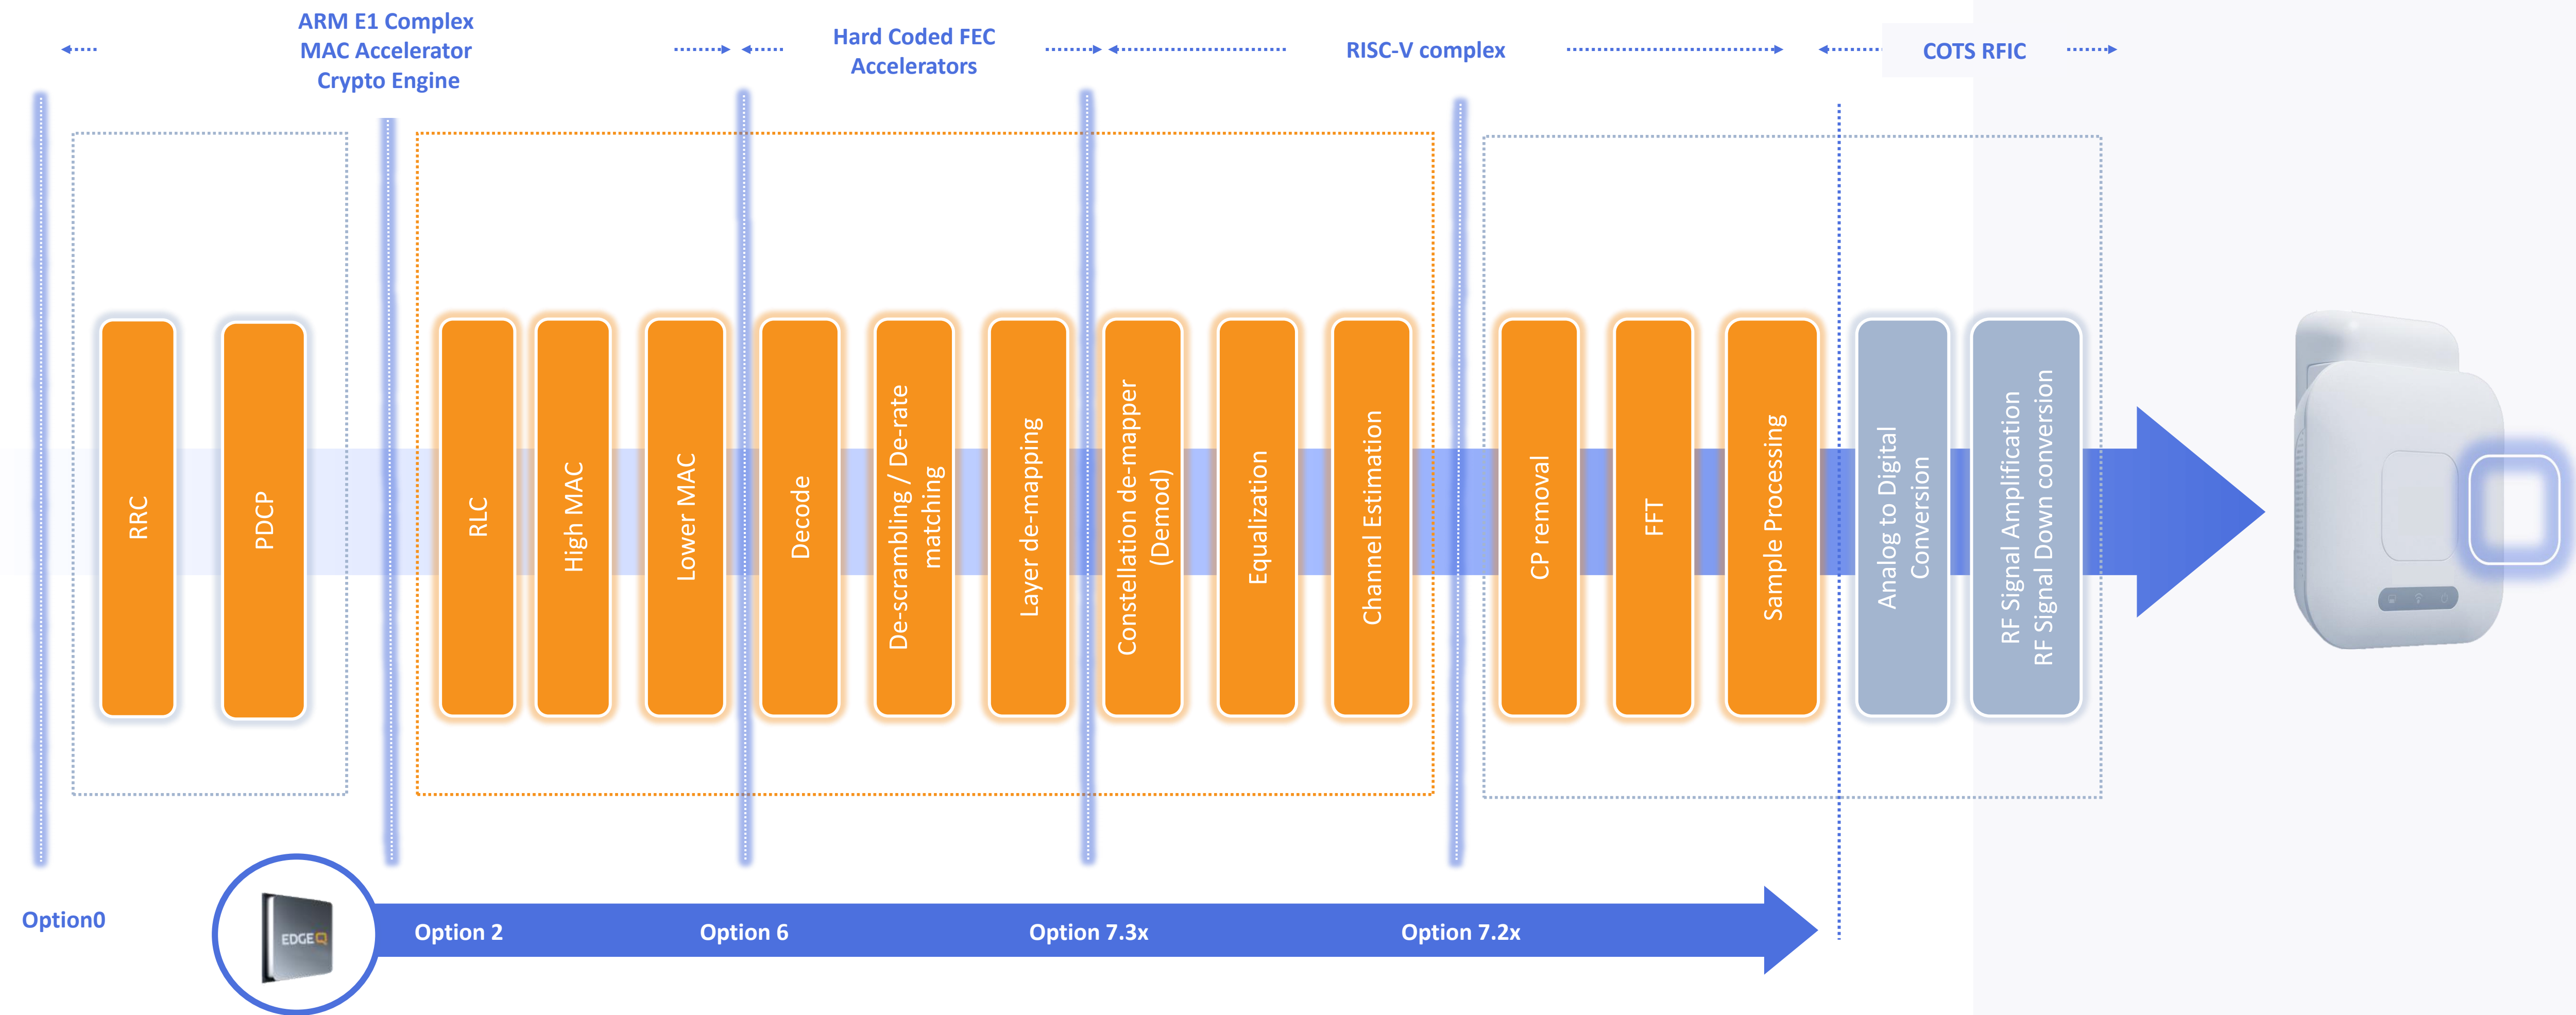 ARM E1 Complex
MAC Accelerator
Crypto Engine
Hard Coded FEC
Accelerators
RISC-V complex
COTS RFIC
RRC
PDCP
RLC
High MAC
Lower MAC
Decode
De-scrambling / De-rate
matching
Layer de-mapping
Constellation de-mapper
(Demod)
Equalization
Channel Estimation
CP removal
FFT
Sample Processing
Analog to Digital
Conversion
RF Signal Amplification
RF Signal Down conversion
Option0
EDGEQ
Option 2
Option 6
Option 7.3x
Option 7.2x